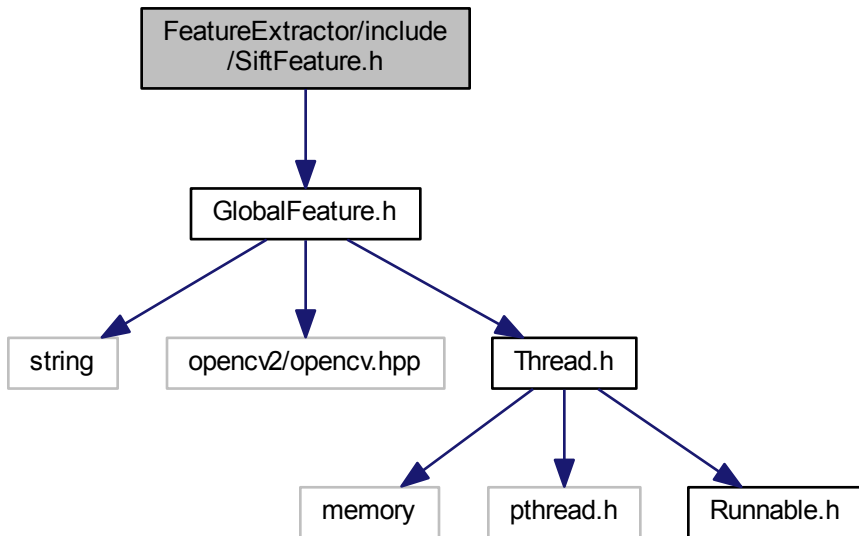 FeatureExtractor/include
/SiftFeature.h
GlobalFeature.h
string
opencv2/opencv.hpp
Thread.h
memory
pthread.h
Runnable.h